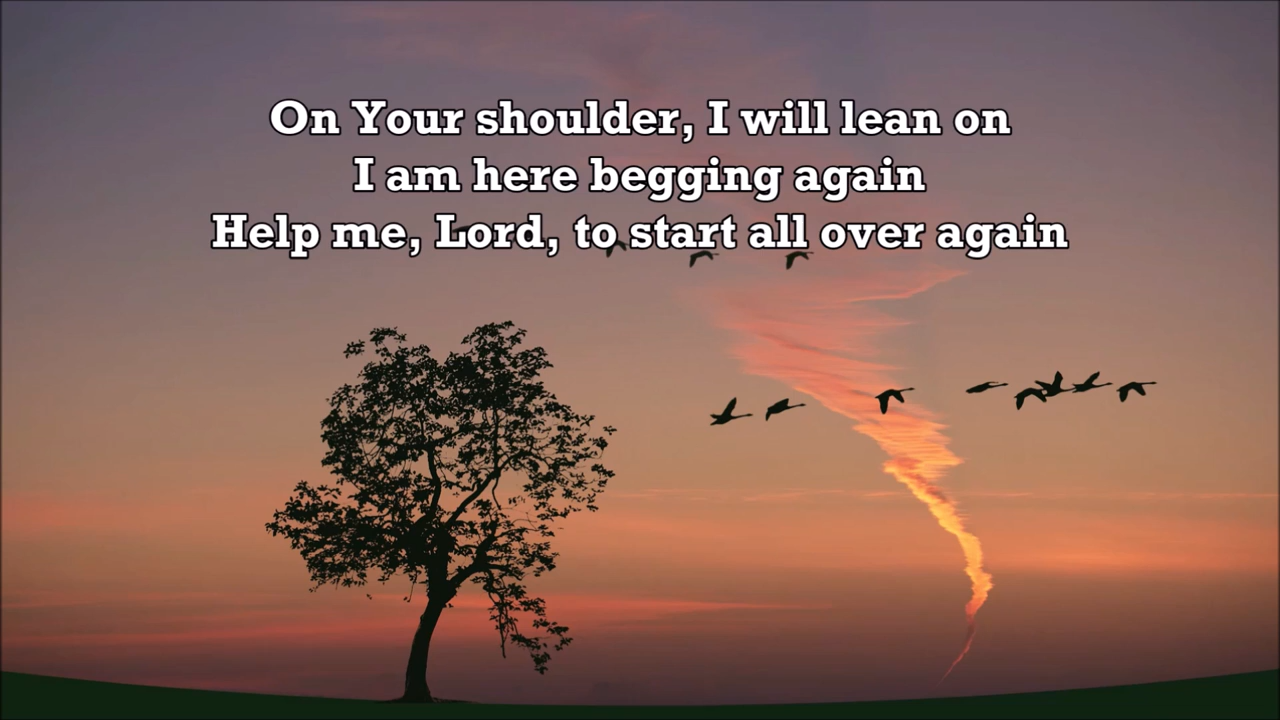 On Your shoulder, I will lean on
I am here begging again
Help me, Lord, to start all over again